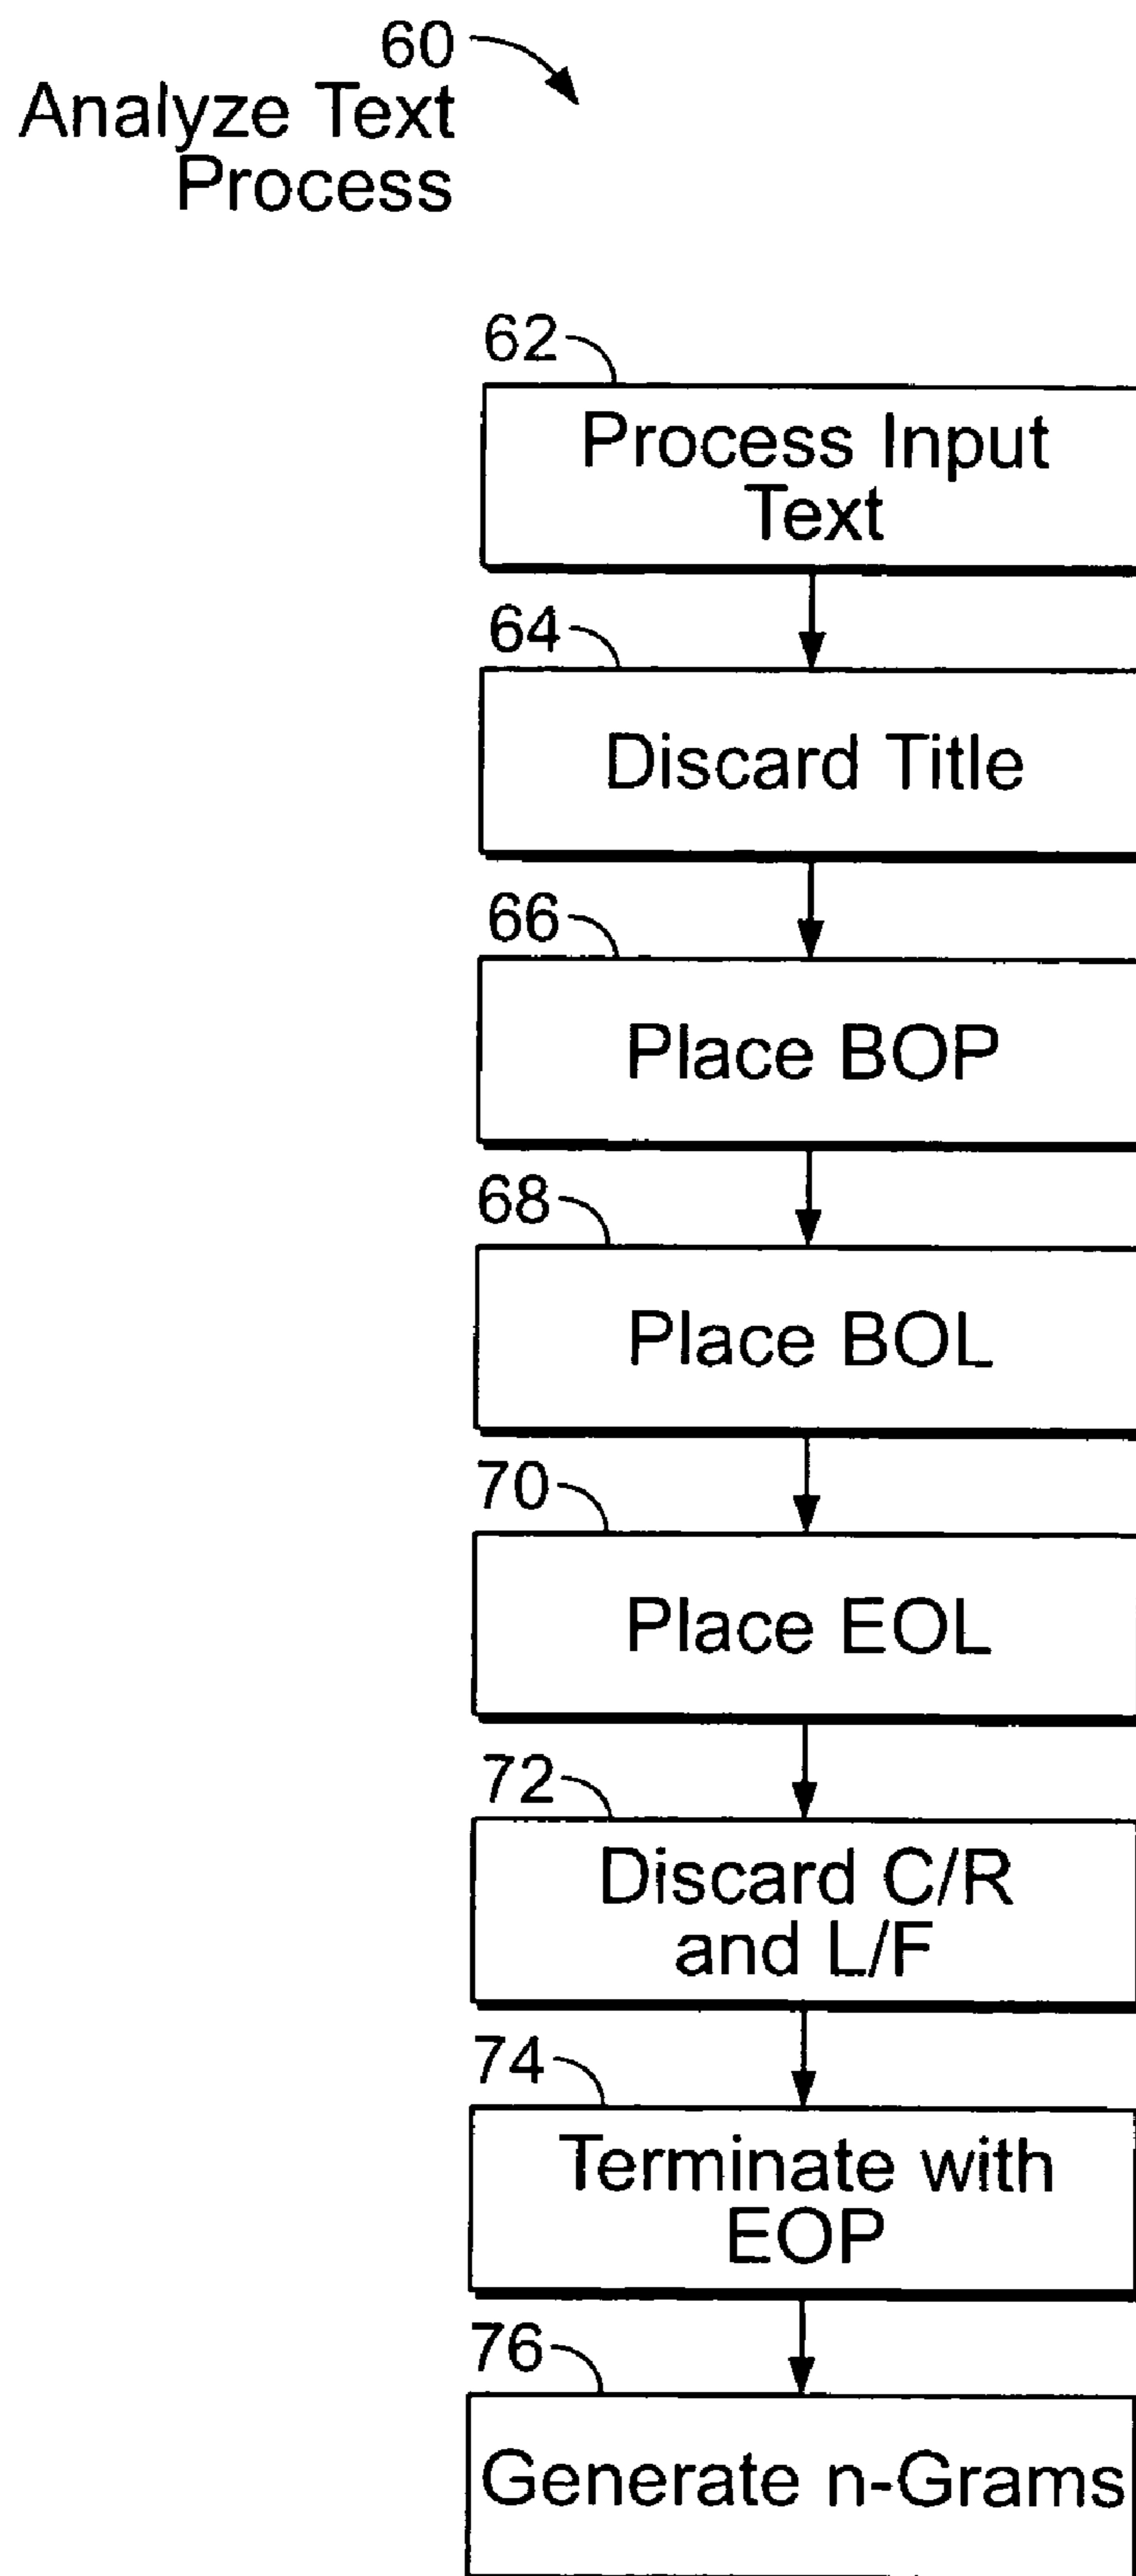 60
Analyze Text
Process
62
Process Input
Text
64
Discard Title
66
Place BOP
68
Place BOL
70
Place EOL
72
Discard C/R
and L/F
74
Terminate with
EOP
76
Generate n-Grams